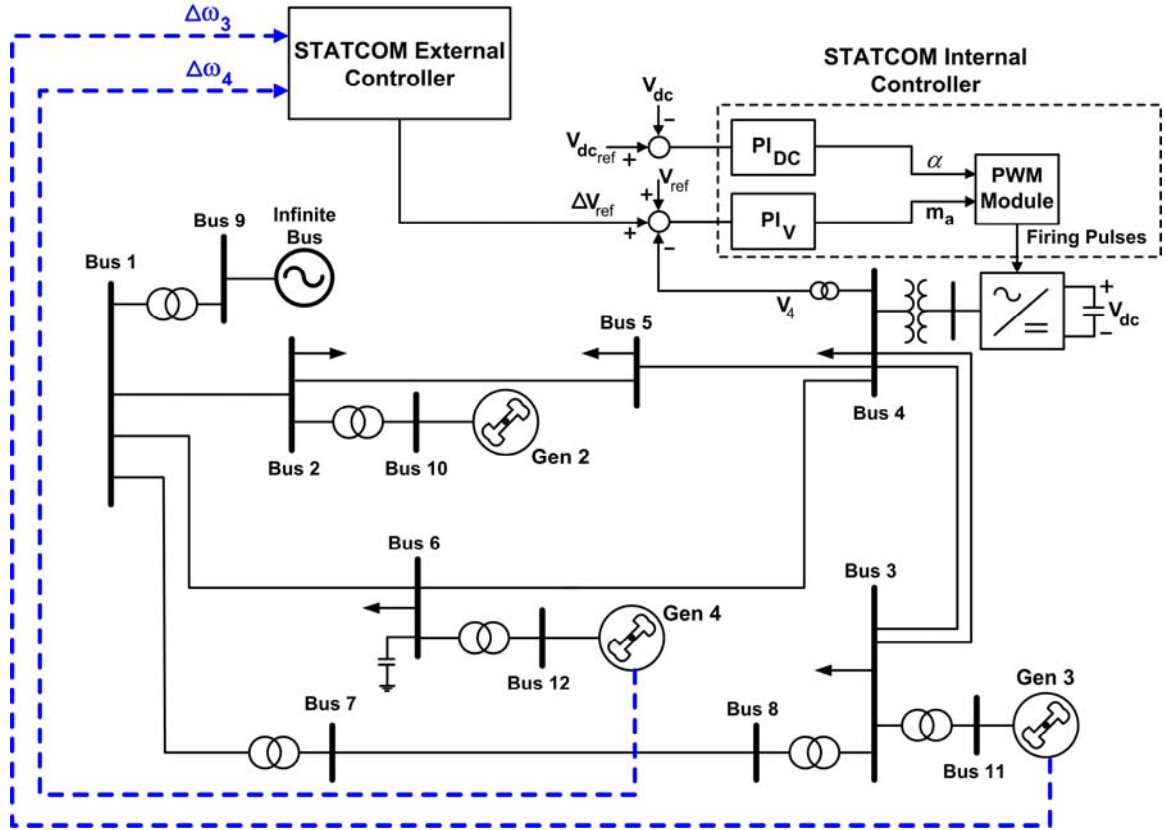 Δω3
Δω4
STATCOM External
Controller
STATCOM Internal
Controller
Vdc
−
Vdcref
+
PIDC
α
PWM
Module
Vref
+
ΔVref
+
−
PIV
ma
Firing Pulses
Bus 9
Infinite
Bus
Bus 1
V4
+
Vdc
−
Bus 5
Bus 4
Bus 2
Bus 10
Gen 2
Bus 6
Bus 3
Gen 4
Bus 12
Gen 3
Bus 7
Bus 8
Bus 11